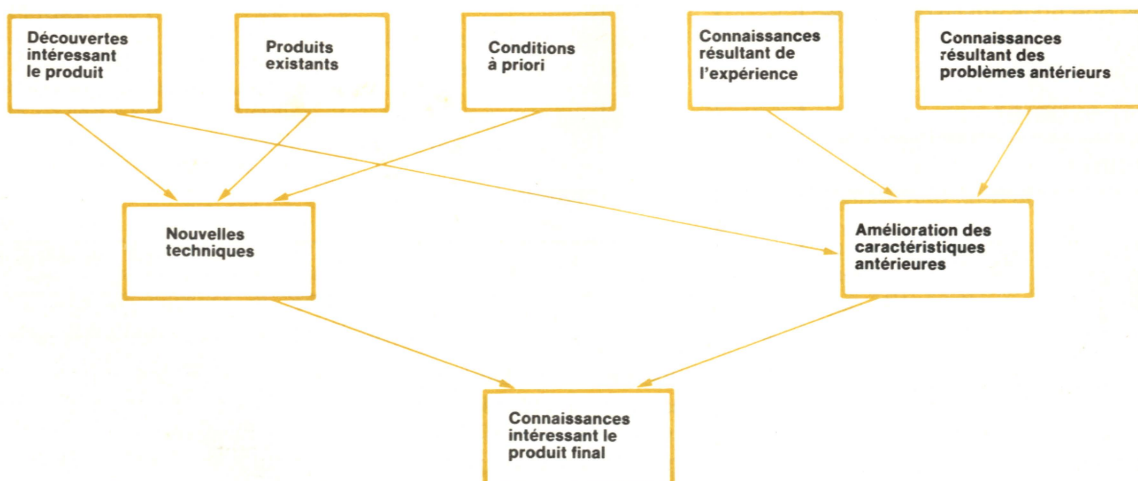 Découvertes
intéressant
le produit
Produits
existants
Conditions
à priori
Connaissances
résultant de
l'expérience
Connaissances
résultant des
problèmes antérieurs
Nouvelles
techniques
Amélioration des
caractéristiques
antérieures
Connaissances
intéressant le
produit final